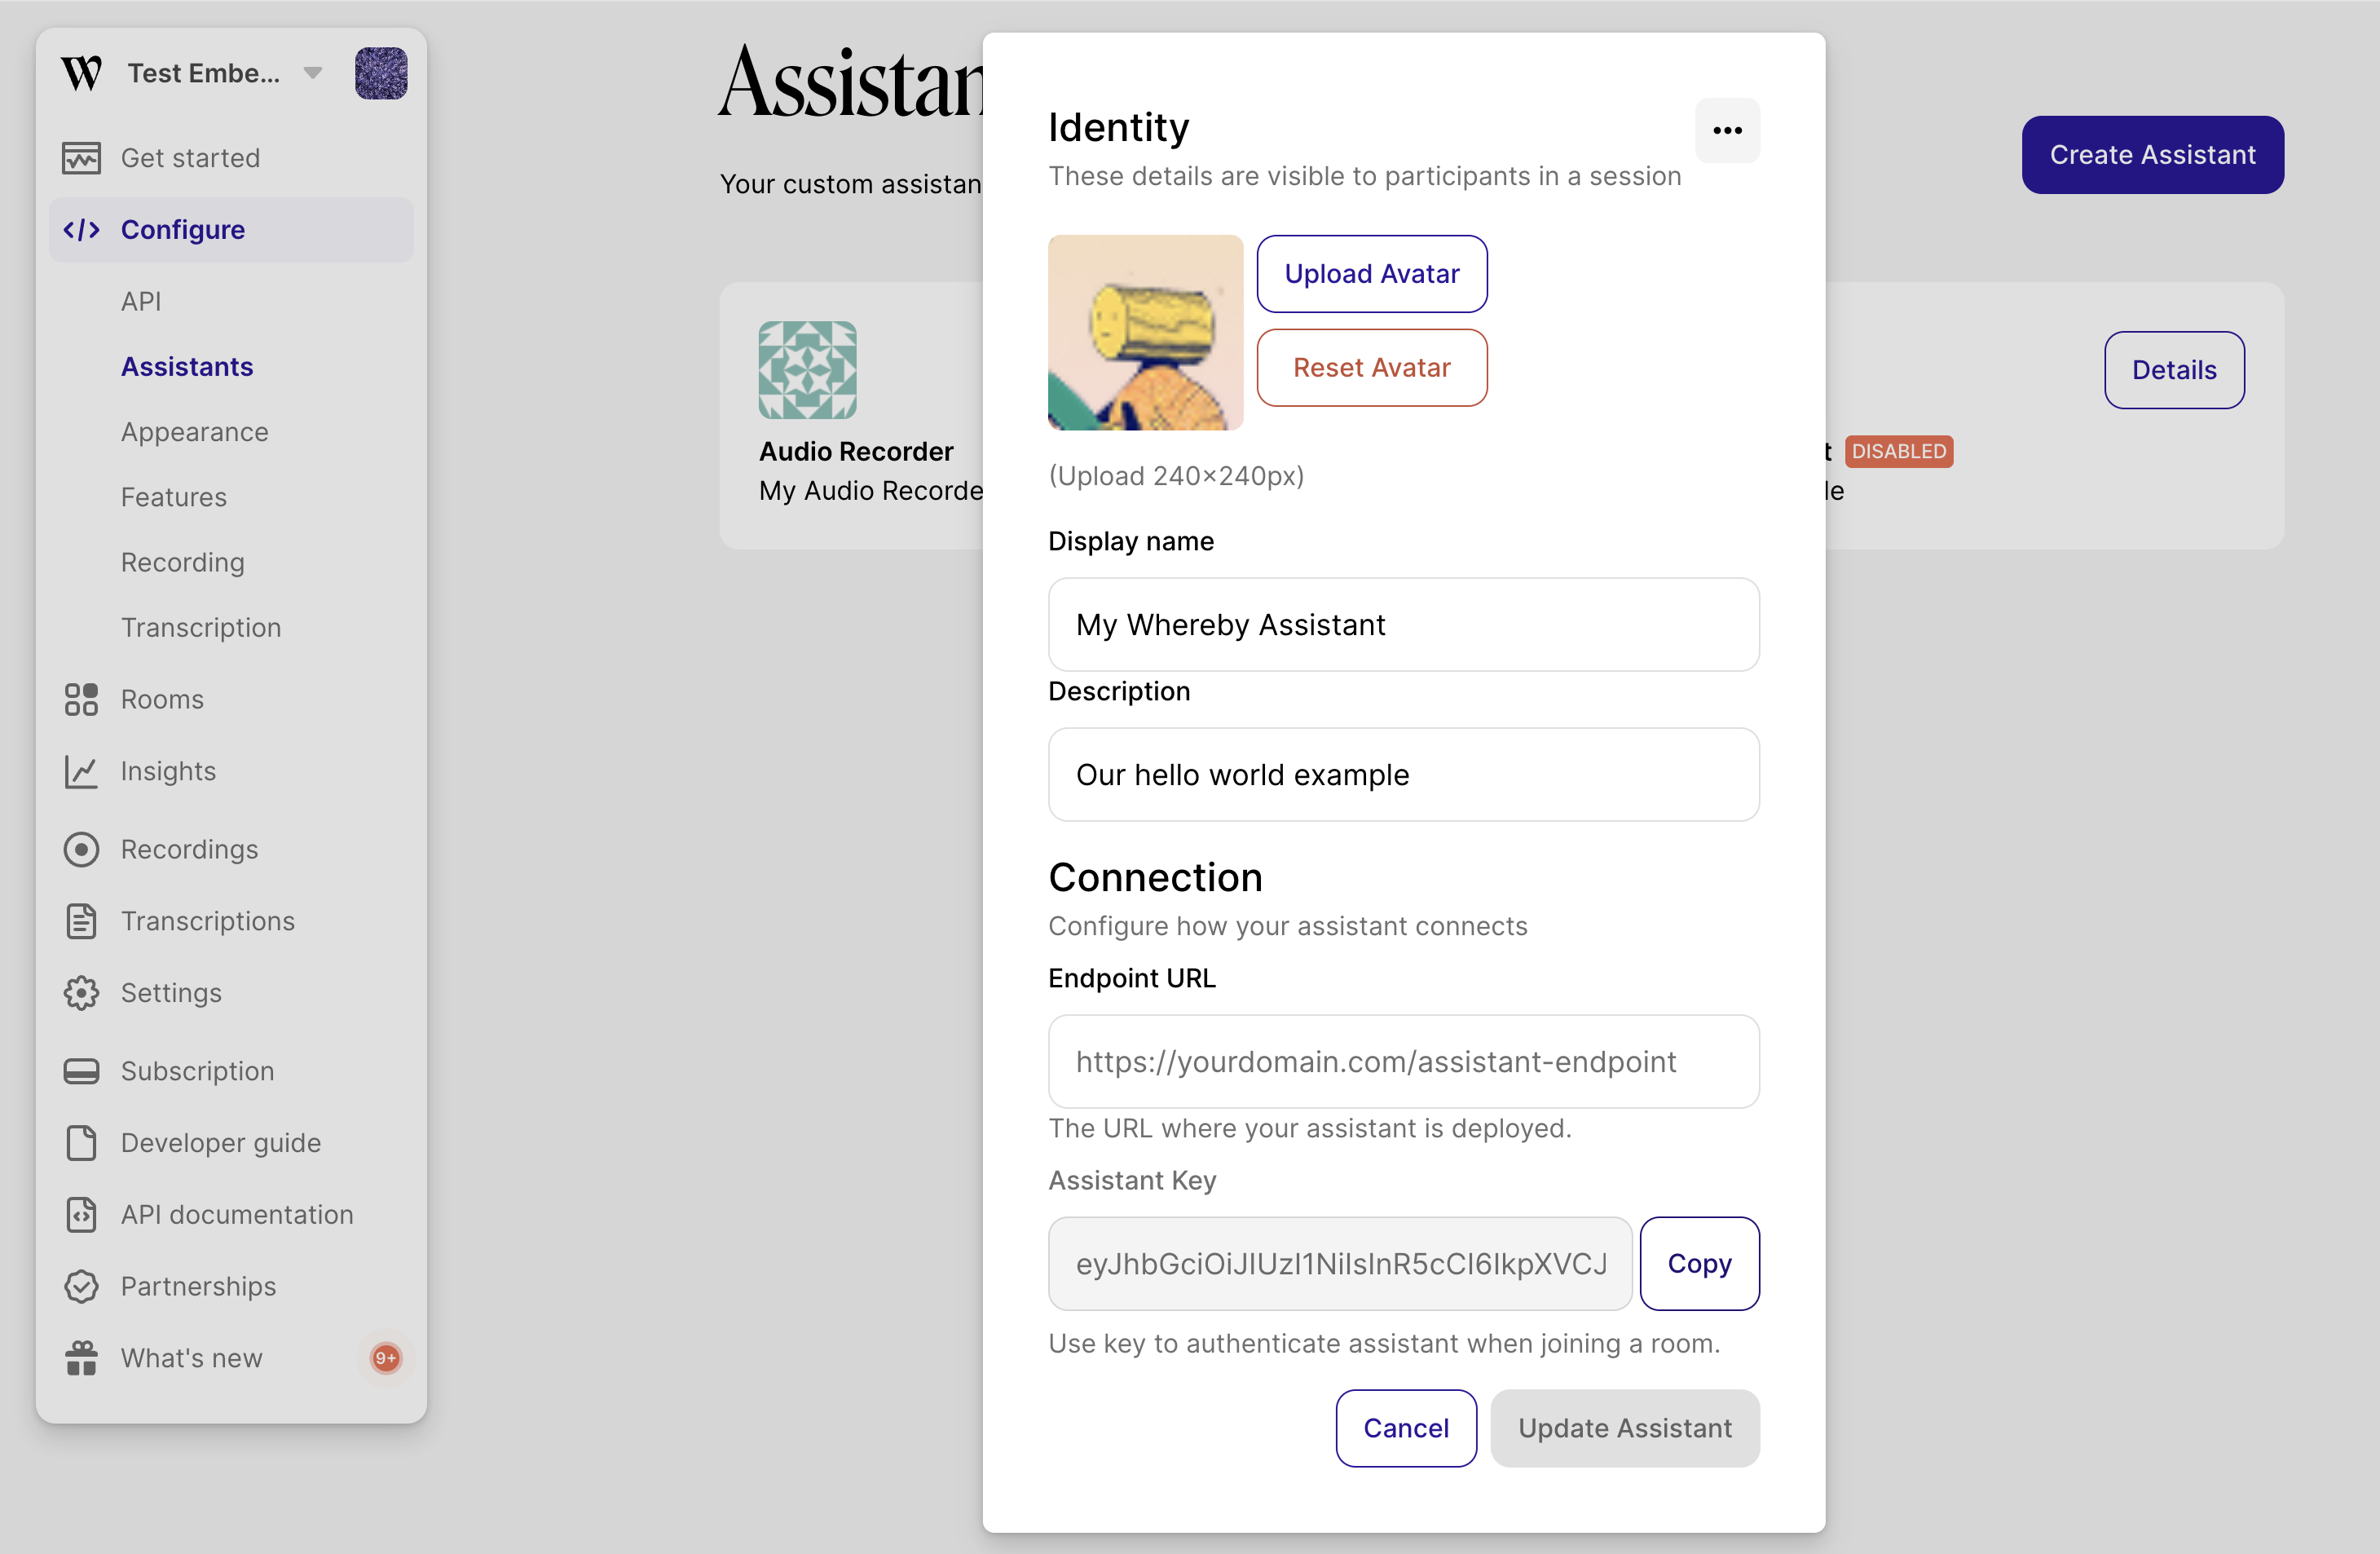 Test Embe...
Get started
Configure
API
Assistants
Appearance
Features
Recording
Transcription
Rooms
Insights
Recordings
Transcriptions
Settings
Subscription
Developer guide
API documentation
Partnerships
What's new
9+
Assistan
Your custom assistan
Create Assistant
Audio Recorder
My Audio Recorde
Details
t DISABLED
le
Identity
These details are visible to participants in a session
Upload Avatar
Reset Avatar
(Upload 240×240px)
Display name
My Whereby Assistant
Description
Our hello world example
Connection
Configure how your assistant connects
Endpoint URL
https://yourdomain.com/assistant-endpoint
The URL where your assistant is deployed.
Assistant Key
eyJhbGciOiJIUzI1NiIsInR5cCI6IkpXVCJ
Copy
Use key to authenticate assistant when joining a room.
Cancel
Update Assistant